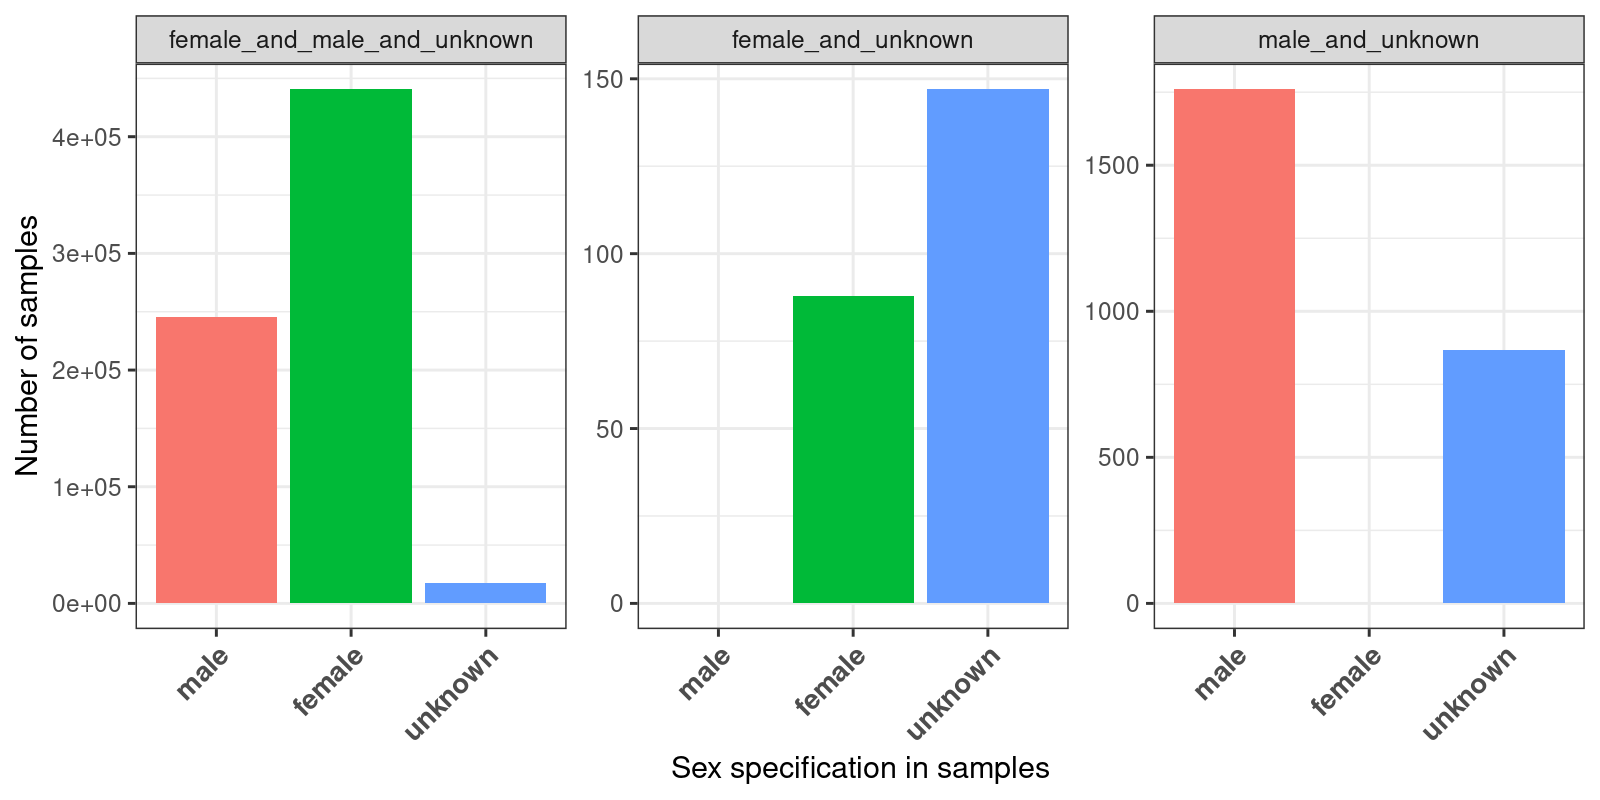 female_and_male_and_unknown
female_and_unknown
male_and_unknown
Number of samples
4e+05
3e+05
2e+05
1e+05
0e+00
150
100
50
0
1500
1000
500
0
male
female
unknown
male
female
unknown
male
female
unknown
Sex specification in samples